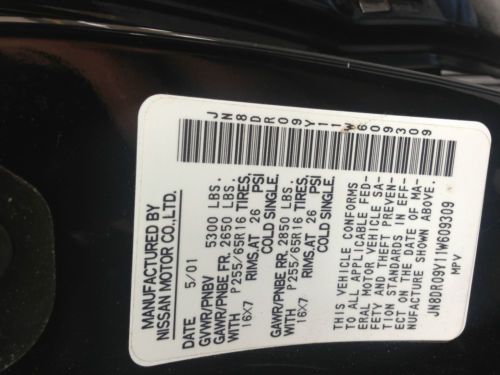 MANUFACTURED BY
NISSAN MOTOR CO.,LTD.
DATE 5/01
GVWR/PNBV 5300 LBS.
GAWR/PNBE FR. 2650 LBS.
WITH P255/65R16 TIRES,
16X7 RIMS,AT 26 PSI
COLD SINGLE.
GAWR/PNBE RR. 2850 LBS.
WITH P255/65R16 TIRES,
16X7 RIMS,AT 26 PSI
COLD SINGLE.
THIS VEHICLE CONFORMS
TO ALL APPLICABLE FED-
ERAL MOTOR VEHICLE SA-
FETY AND THEFT PREVEN-
TION STANDARDS IN EFF-
ECT ON THE DATE OF MA-
NUFACTURE SHOWN ABOVE.
JN8DR09Y11W609309
MPV
JN8DR09Y11W609309